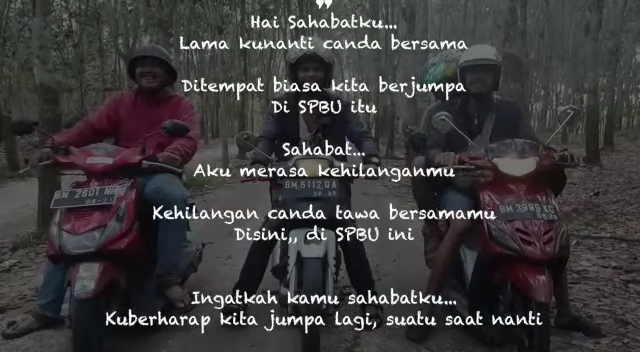 "
Hai Sahabatku...
Lama kunanti canda bersama
Ditempat biasa kita berjumpa
Di SPBU itu
Sahabat...
Aku merasa kehilanganmu
Kehilangan canda tawa bersamamu
Disini,, di SPBU ini
Ingatkah kamu sahabatku...
Kuberharap kita jumpa lagi, suatu saat nanti